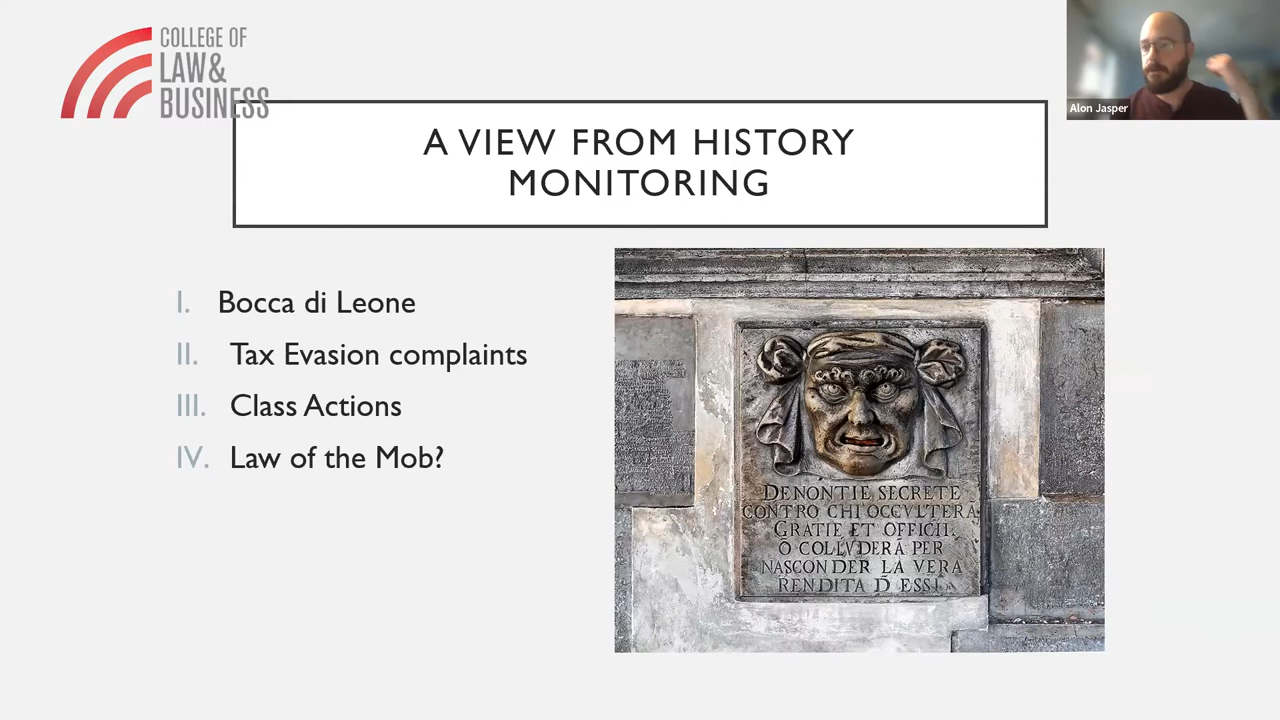 COLLEGE OF
LAW &
BUSINESS
Alon Jasper
A VIEW FROM HISTORY
MONITORING
I. Bocca di Leone
II. Tax Evasion complaints
III. Class Actions
IV. Law of the Mob?
DENONTIE SECRETE
CONTRO CHI OCCVLTERÀ
GRATIE ET OFFICII.
Ò COLLVDERÀ PER
NASCONDER LA VERA
RENDITA D ESSI